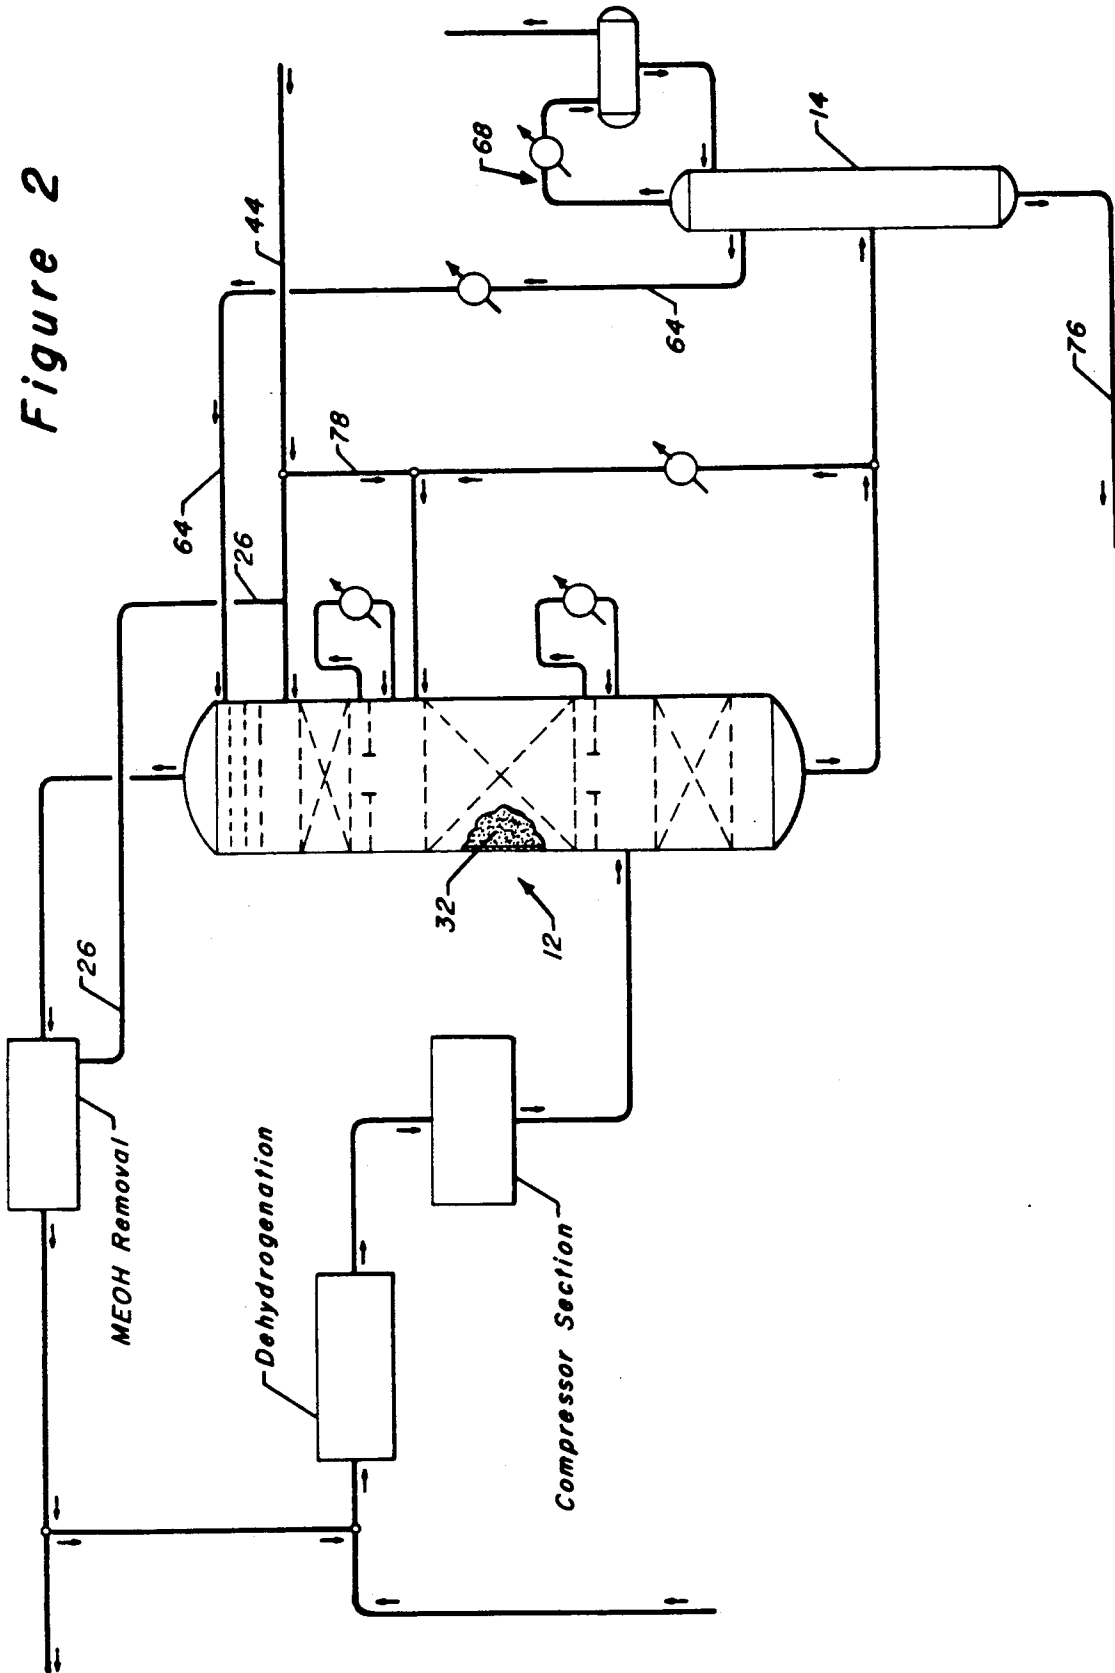 Figure 2
MEOH Removal
26
26
64
44
64
68
14
78
Dehydrogenation
Compressor Section
32
12
76